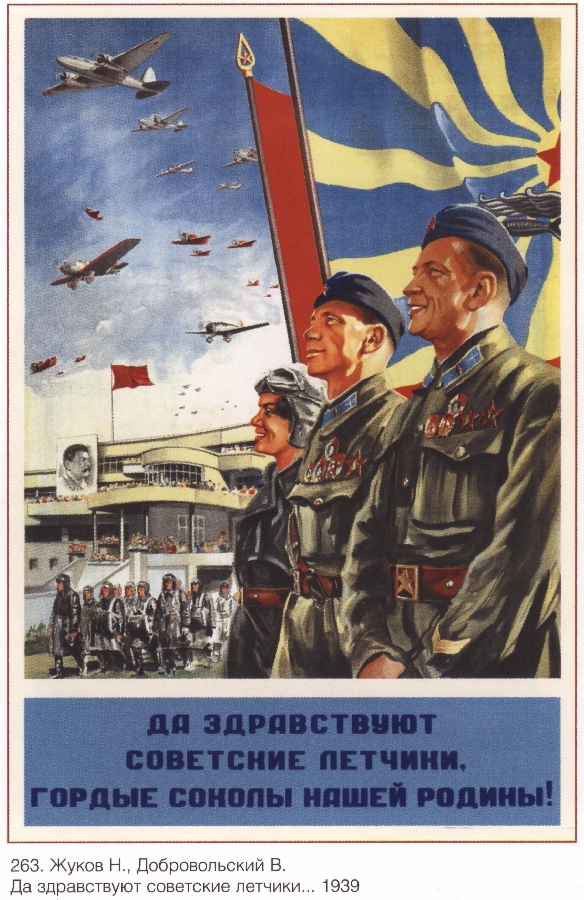 ДА ЗДРАВСТВУЮТ
СОВЕТСКИЕ ЛЕТЧИКИ,
ГОРДЫЕ СОКОЛЫ НАШЕЙ РОДИНЫ!
263. Жуков Н., Добровольский В.
Да здравствуют советские летчики... 1939